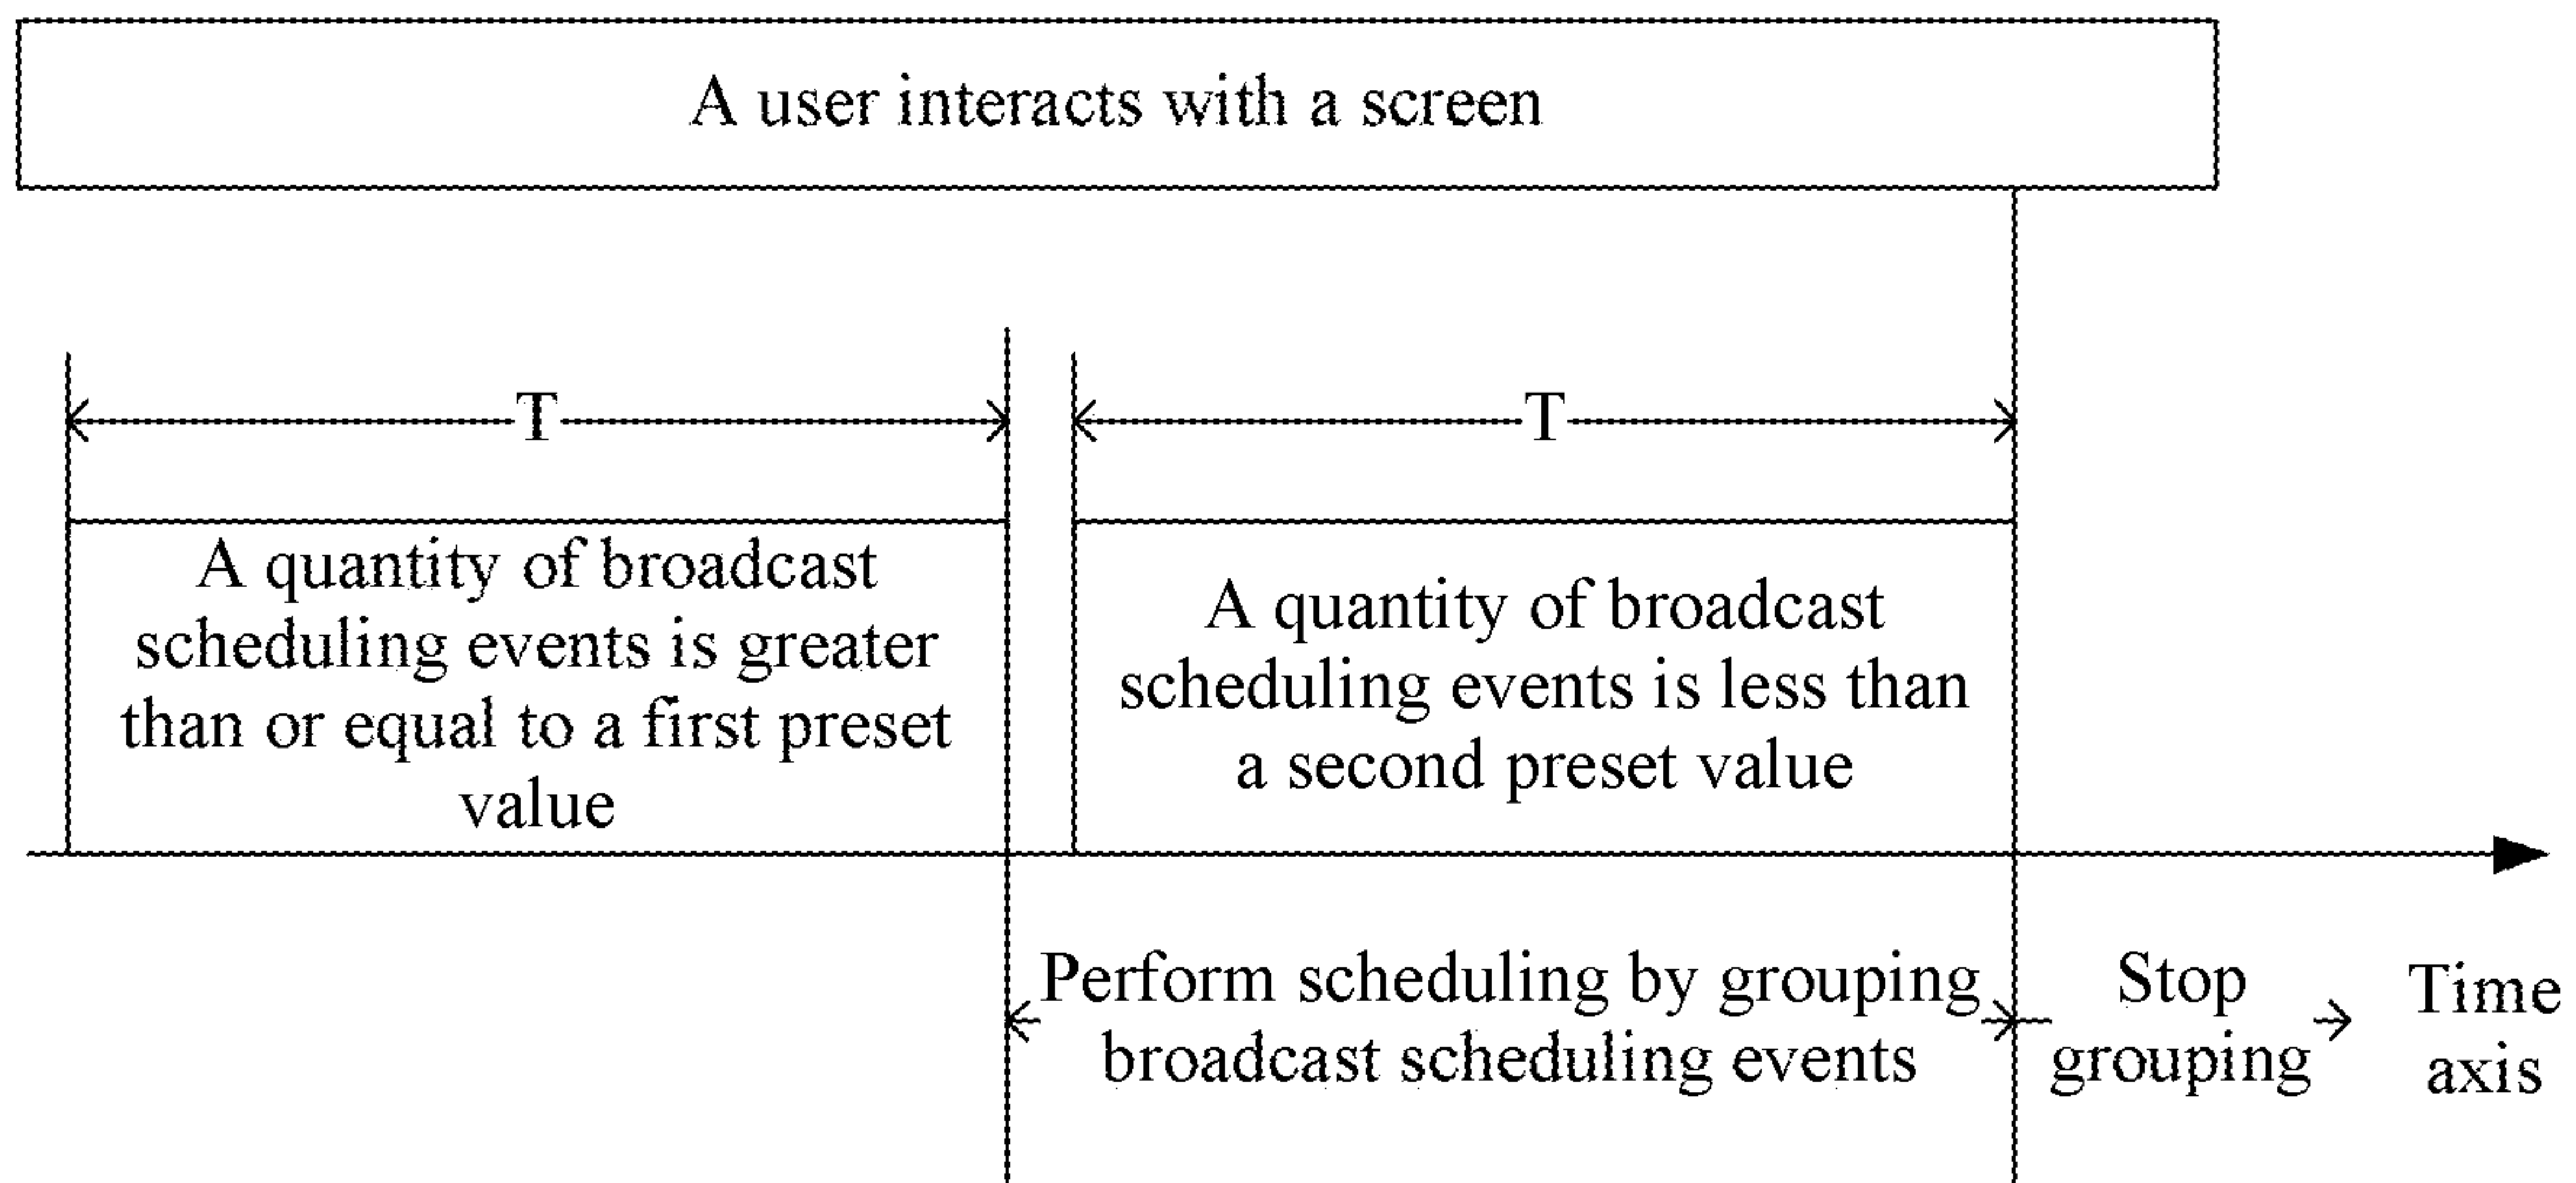 A user interacts with a screen
T
T
A quantity of broadcast
scheduling events is greater
than or equal to a first preset
value
A quantity of broadcast
scheduling events is less than
a second preset value
Perform scheduling by grouping
broadcast scheduling events
Stop
grouping
Time
axis